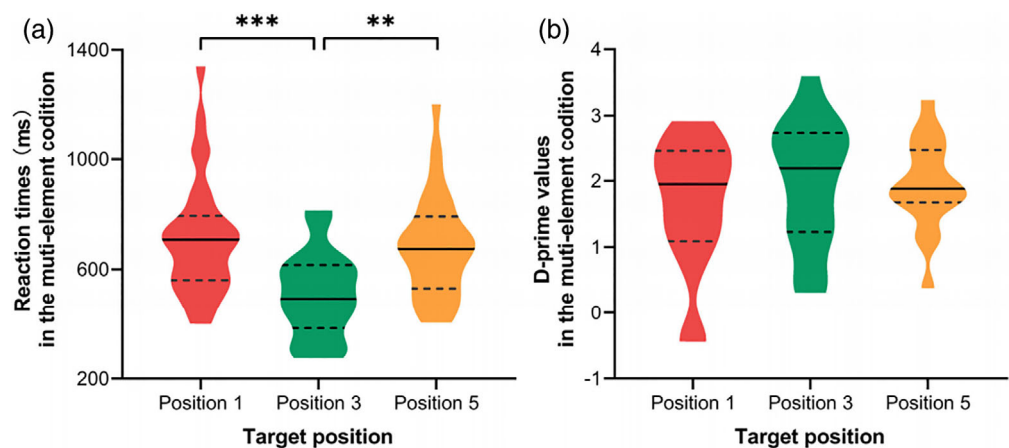 (a)
***
**
Reaction times (ms)
in the muti-element codition
1400
1000
600
200
Position 1
Position 3
Position 5
Target position
(b)
D-prime values
in the muti-element codition
4
3
2
1
0
-1
Position 1
Position 3
Position 5
Target position